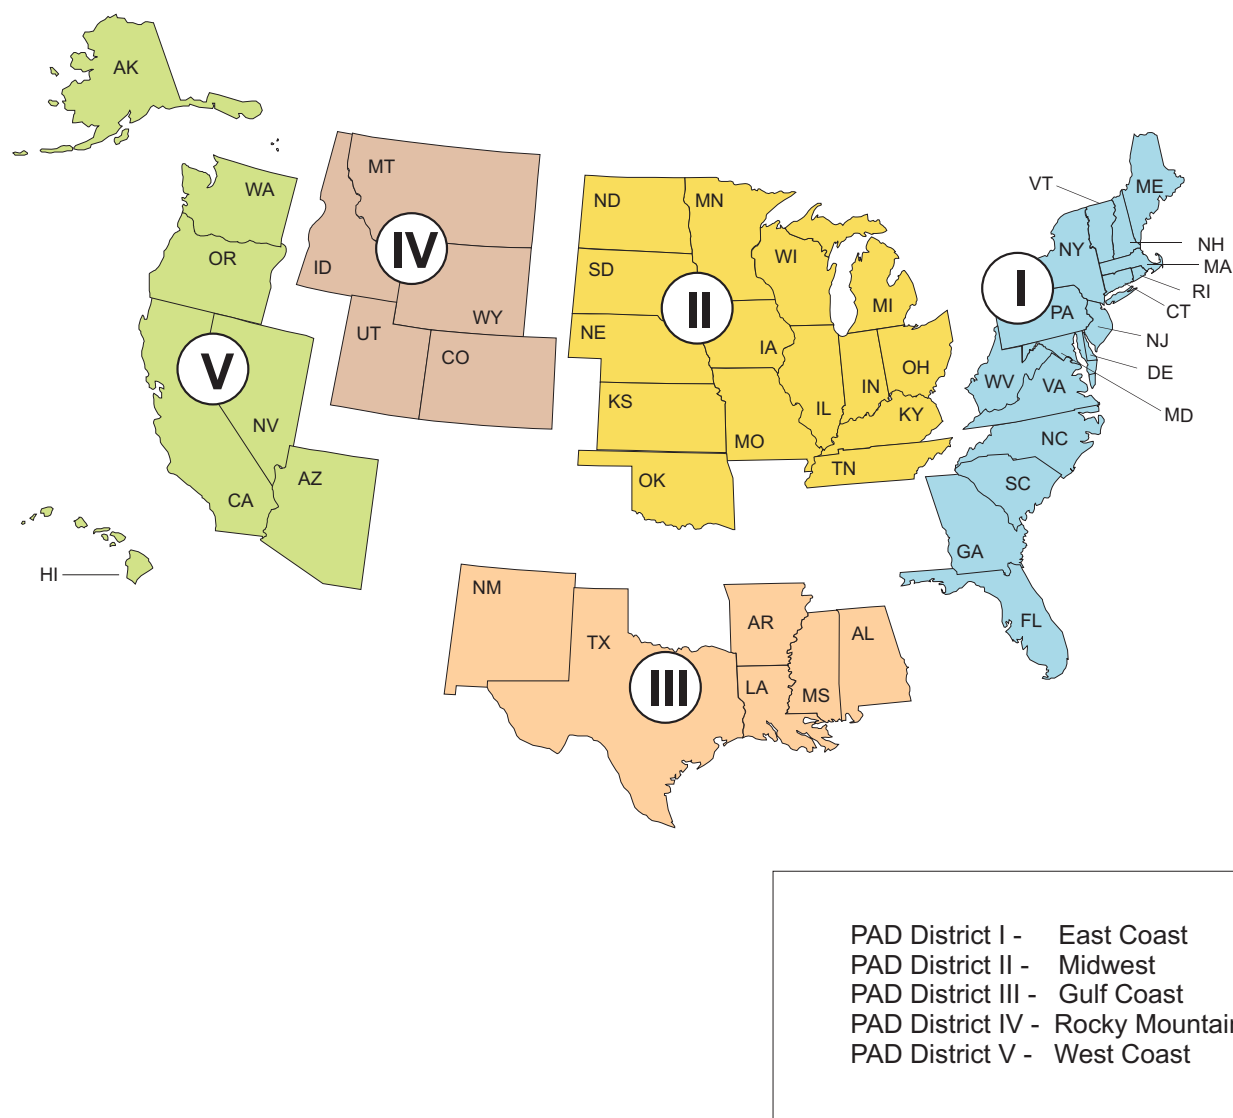 AK
WA
OR
V
NV
CA
AZ
HI
MT
IV
ID
WY
UT
CO
ND
MN
SD
WI
II
MI
NE
IA
OH
IL
IN
KS
MO
KY
OK
TN
VT
ME
NY
NH
MA
I
RI
CT
PA
NJ
DE
WV
VA
MD
NC
SC
GA
FL
NM
TX
AR
AL
III
LA
MS
PAD District I - East Coast
PAD District II - Midwest
PAD District III - Gulf Coast
PAD District IV - Rocky Mountain
PAD District V - West Coast